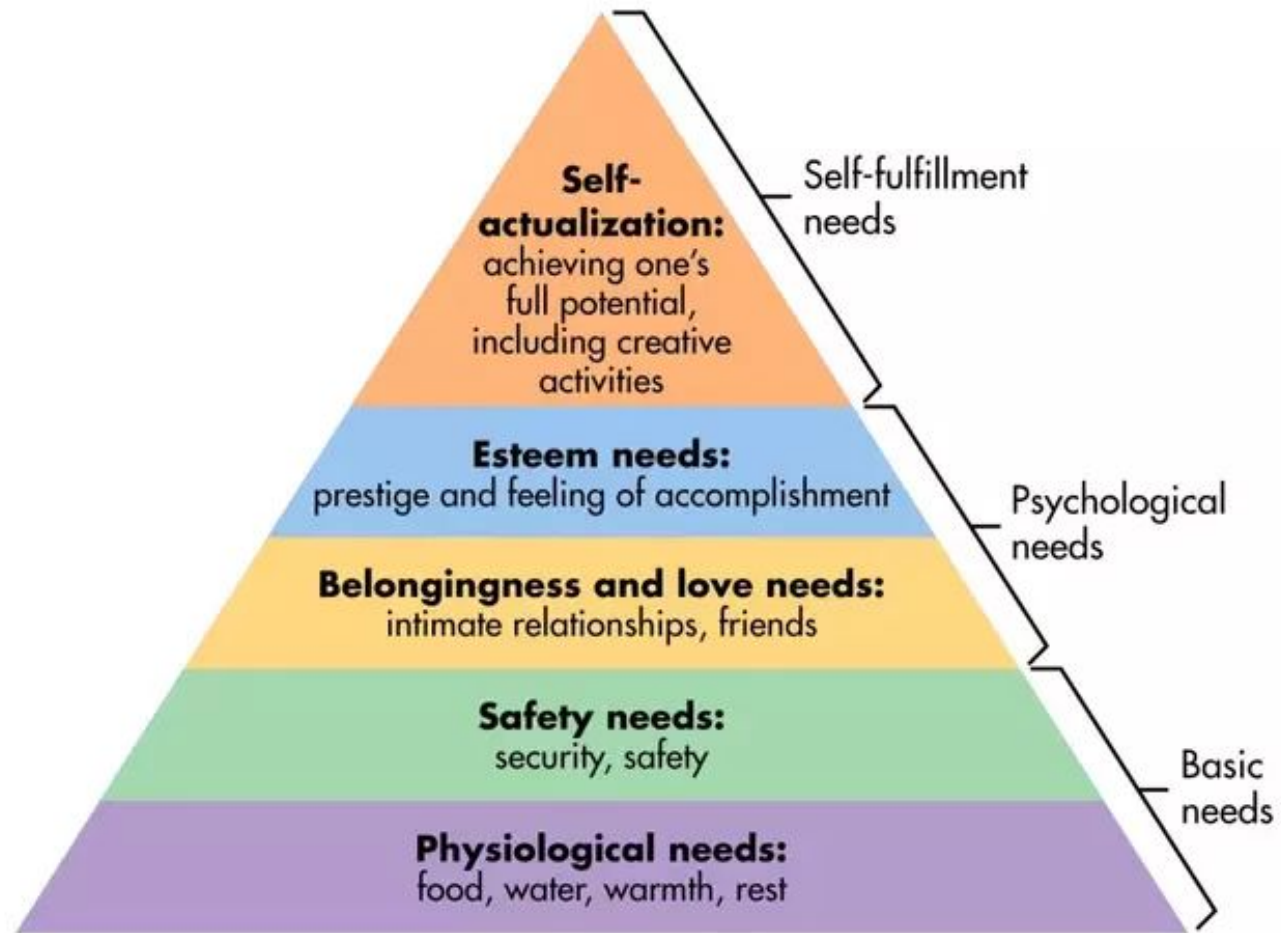 Self-
actualization:
achieving one's
full potential,
including creative
activities
Self-fulfillment
needs
Esteem needs:
prestige and feeling of accomplishment
Psychological
needs
Belongingness and love needs:
intimate relationships, friends
Safety needs:
security, safety
Basic
needs
Physiological needs:
food, water, warmth, rest